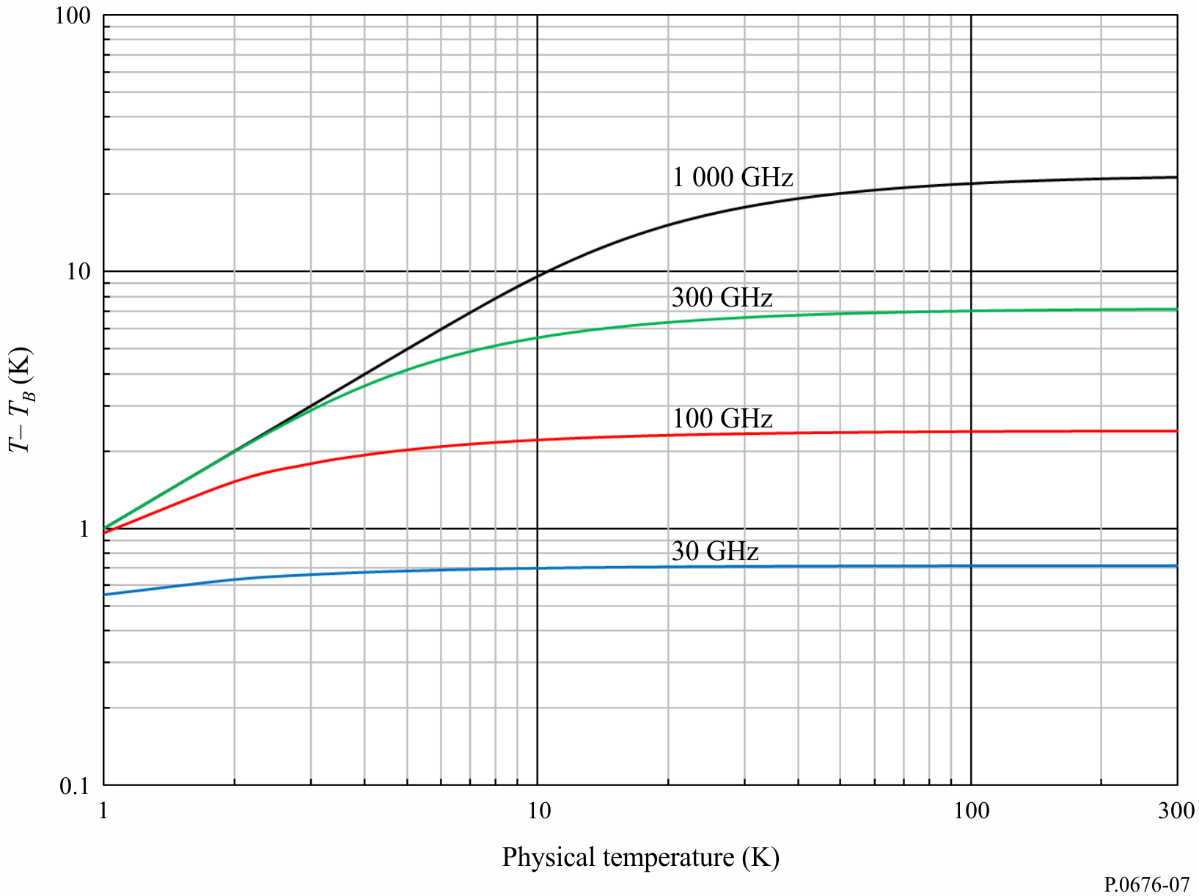 100
1 000 GHz
10
300 GHz
T– T_B (K)
100 GHz
1
30 GHz
0.1
1 10 100 300
Physical temperature (K)
P.0676-07